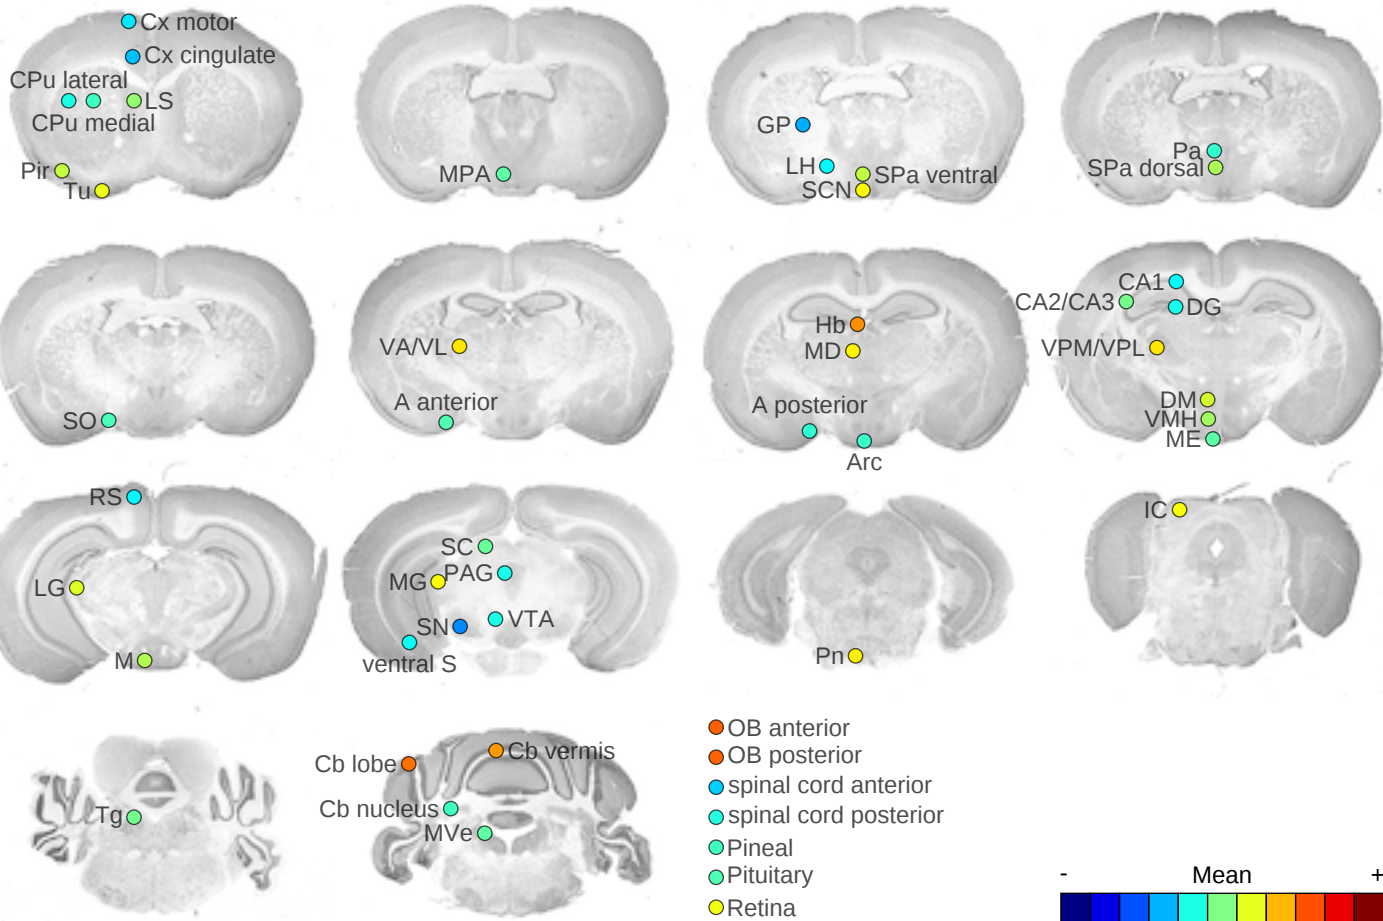 Cx motor
Cx cingulate
CPu lateral
LS
CPu medial
Pir
Tu
MPA
GP
LH
SPa ventral
SCN
Pa
SPa dorsal
SO
VA/VL
A anterior
Hb
MD
A posterior
Arc
CA1
CA2/CA3
DG
VPM/VPL
DM
VMH
ME
RS
LG
M
SC
PAG
MG
SN
VTA
ventral S
Pn
IC
Tg
Cb lobe
Cb vermis
Cb nucleus
MVe
OB anterior
OB posterior
spinal cord anterior
spinal cord posterior
Pineal
Pituitary
Retina
- Mean +